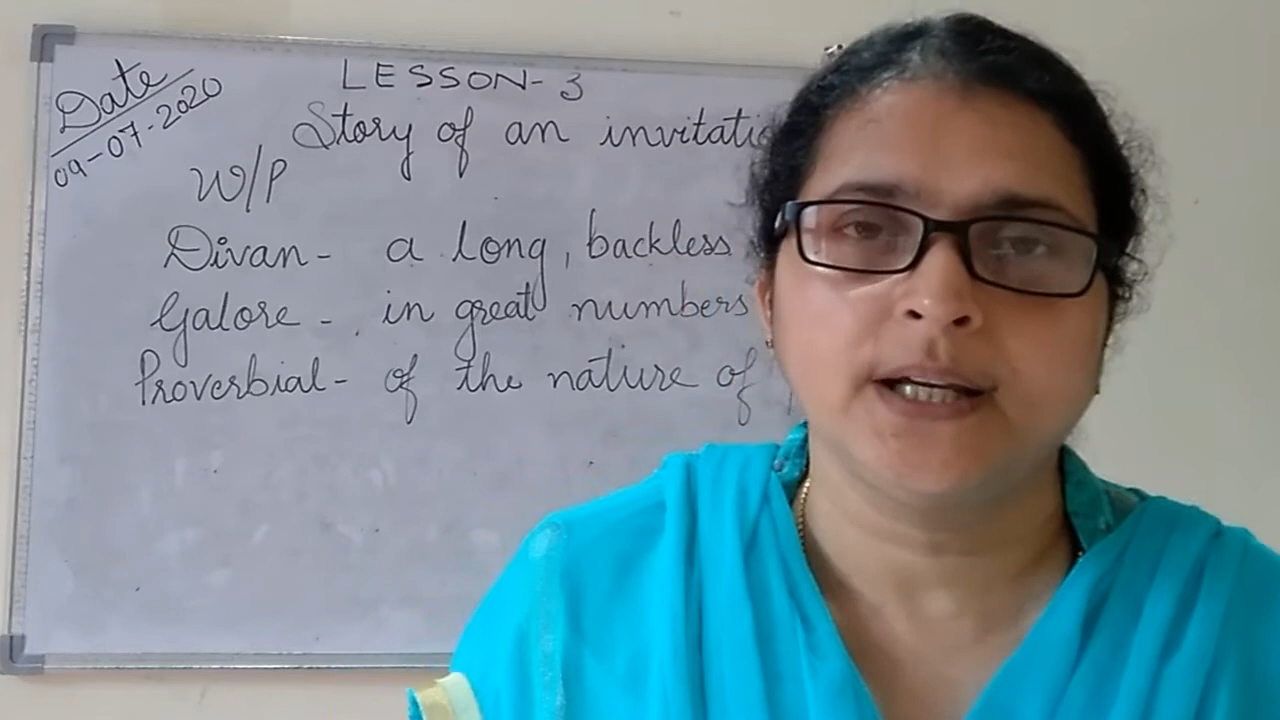 Date
09-07-2020
LESSON-3
Story of an
W/P
Divan - a long, backless
Galore - in great numbers
Proverbial - of the nature of